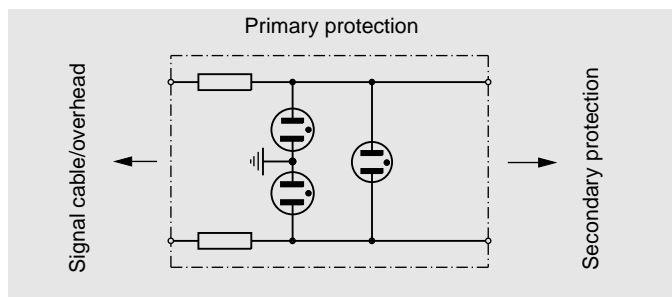 Primary protection
Signal cable/overhead
Secondary protection